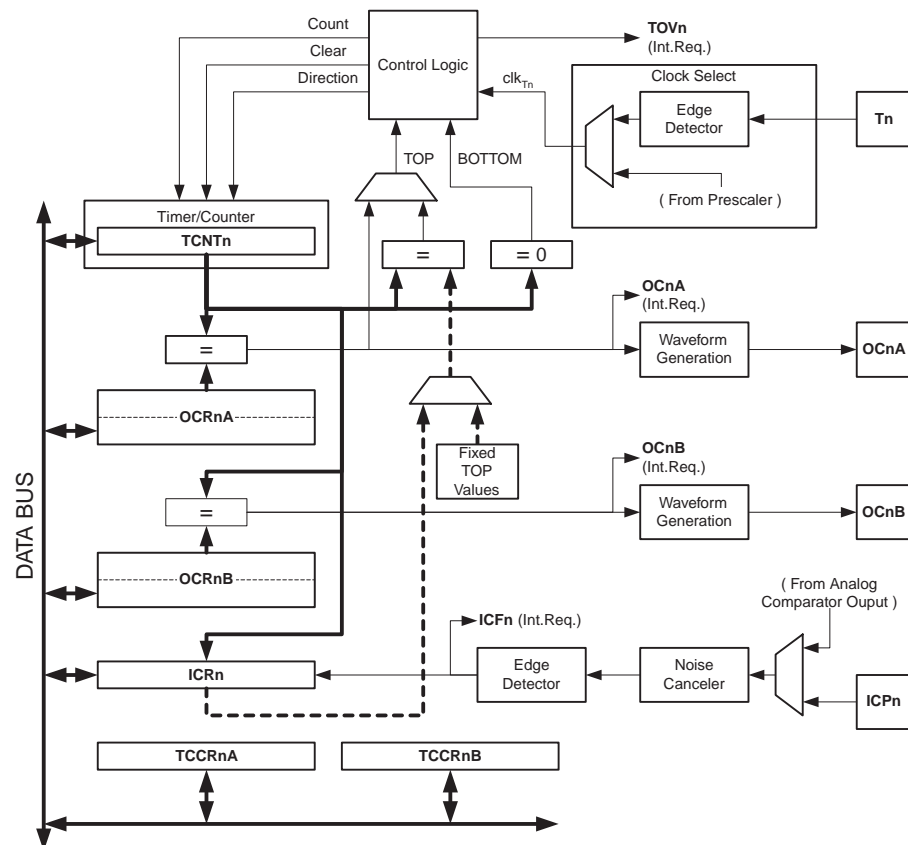 Count
Clear
Direction
Control Logic
TOVn
(Int.Req.)
clkTn
Clock Select
Edge
Detector
Tn
( From Prescaler )
TOP
BOTTOM
Timer/Counter
TCNTn
=
= 0
OCnA
(Int.Req.)
=
Waveform
Generation
OCnA
OCRnA
Fixed
TOP
Values
OCnB
(Int.Req.)
=
Waveform
Generation
OCnB
DATA BUS
OCRnB
( From Analog
Comparator Ouput )
ICFn (Int.Req.)
ICRn
Edge
Detector
Noise
Canceler
ICPn
TCCRnA
TCCRnB